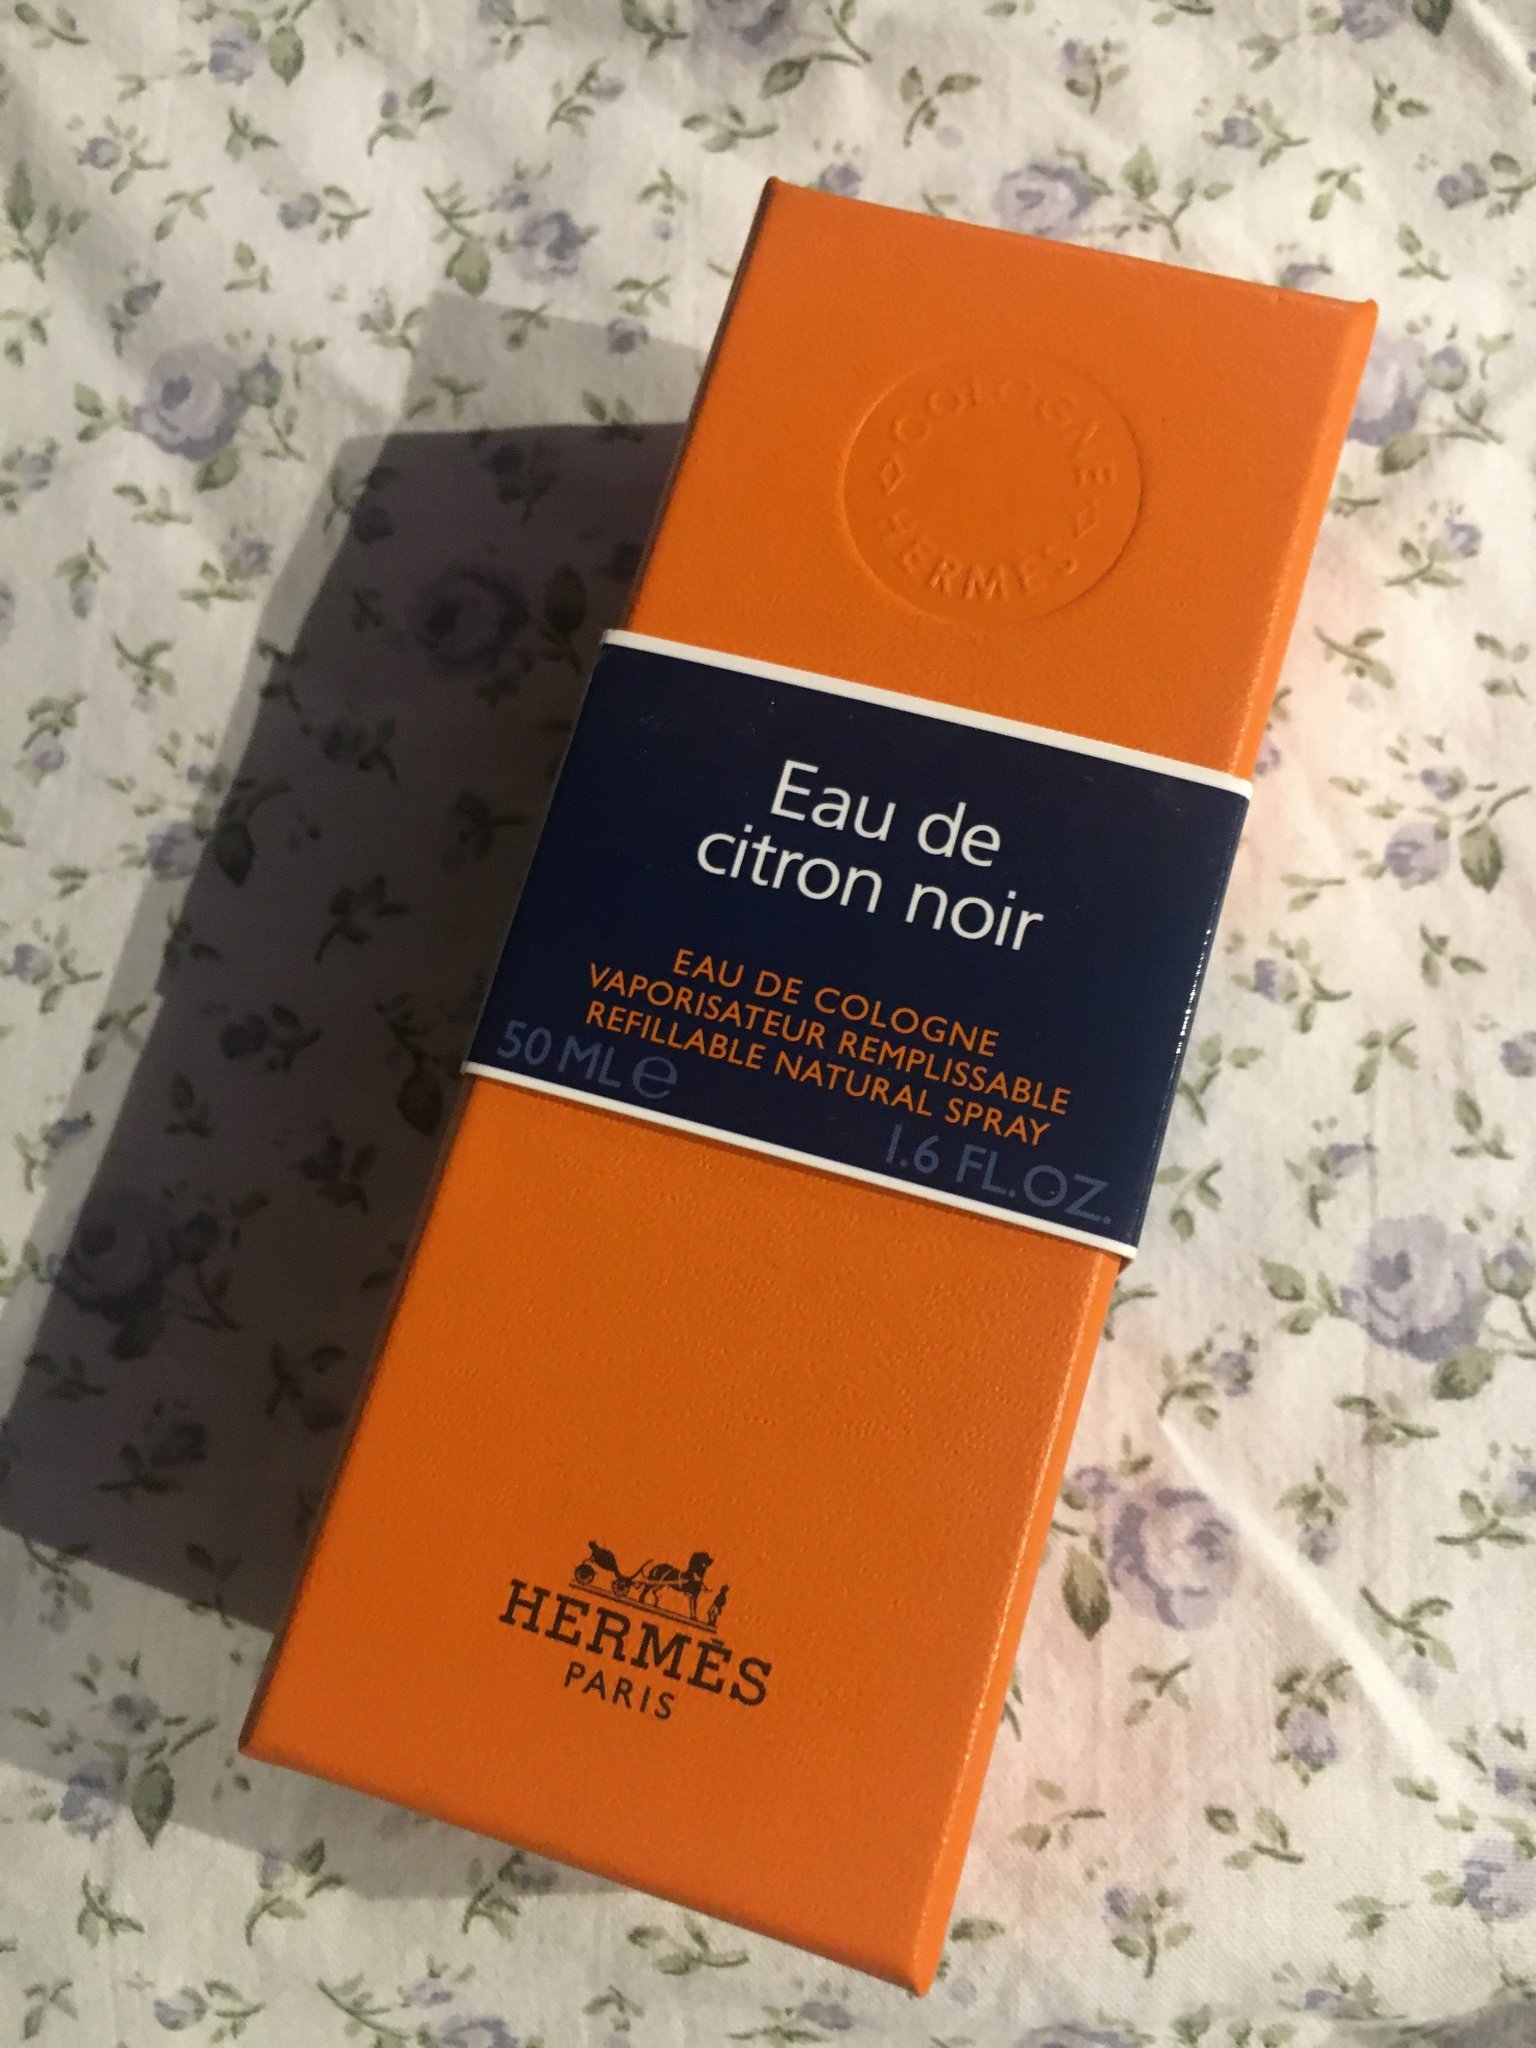 COLOGNE
HERMÈS
Eau de
citron noir
EAU DE COLOGNE
VAPORISATEUR REMPLISSABLE
REFILLABLE NATURAL SPRAY
50 ML e
1.6 FL.OZ.
HERMÈS
PARIS